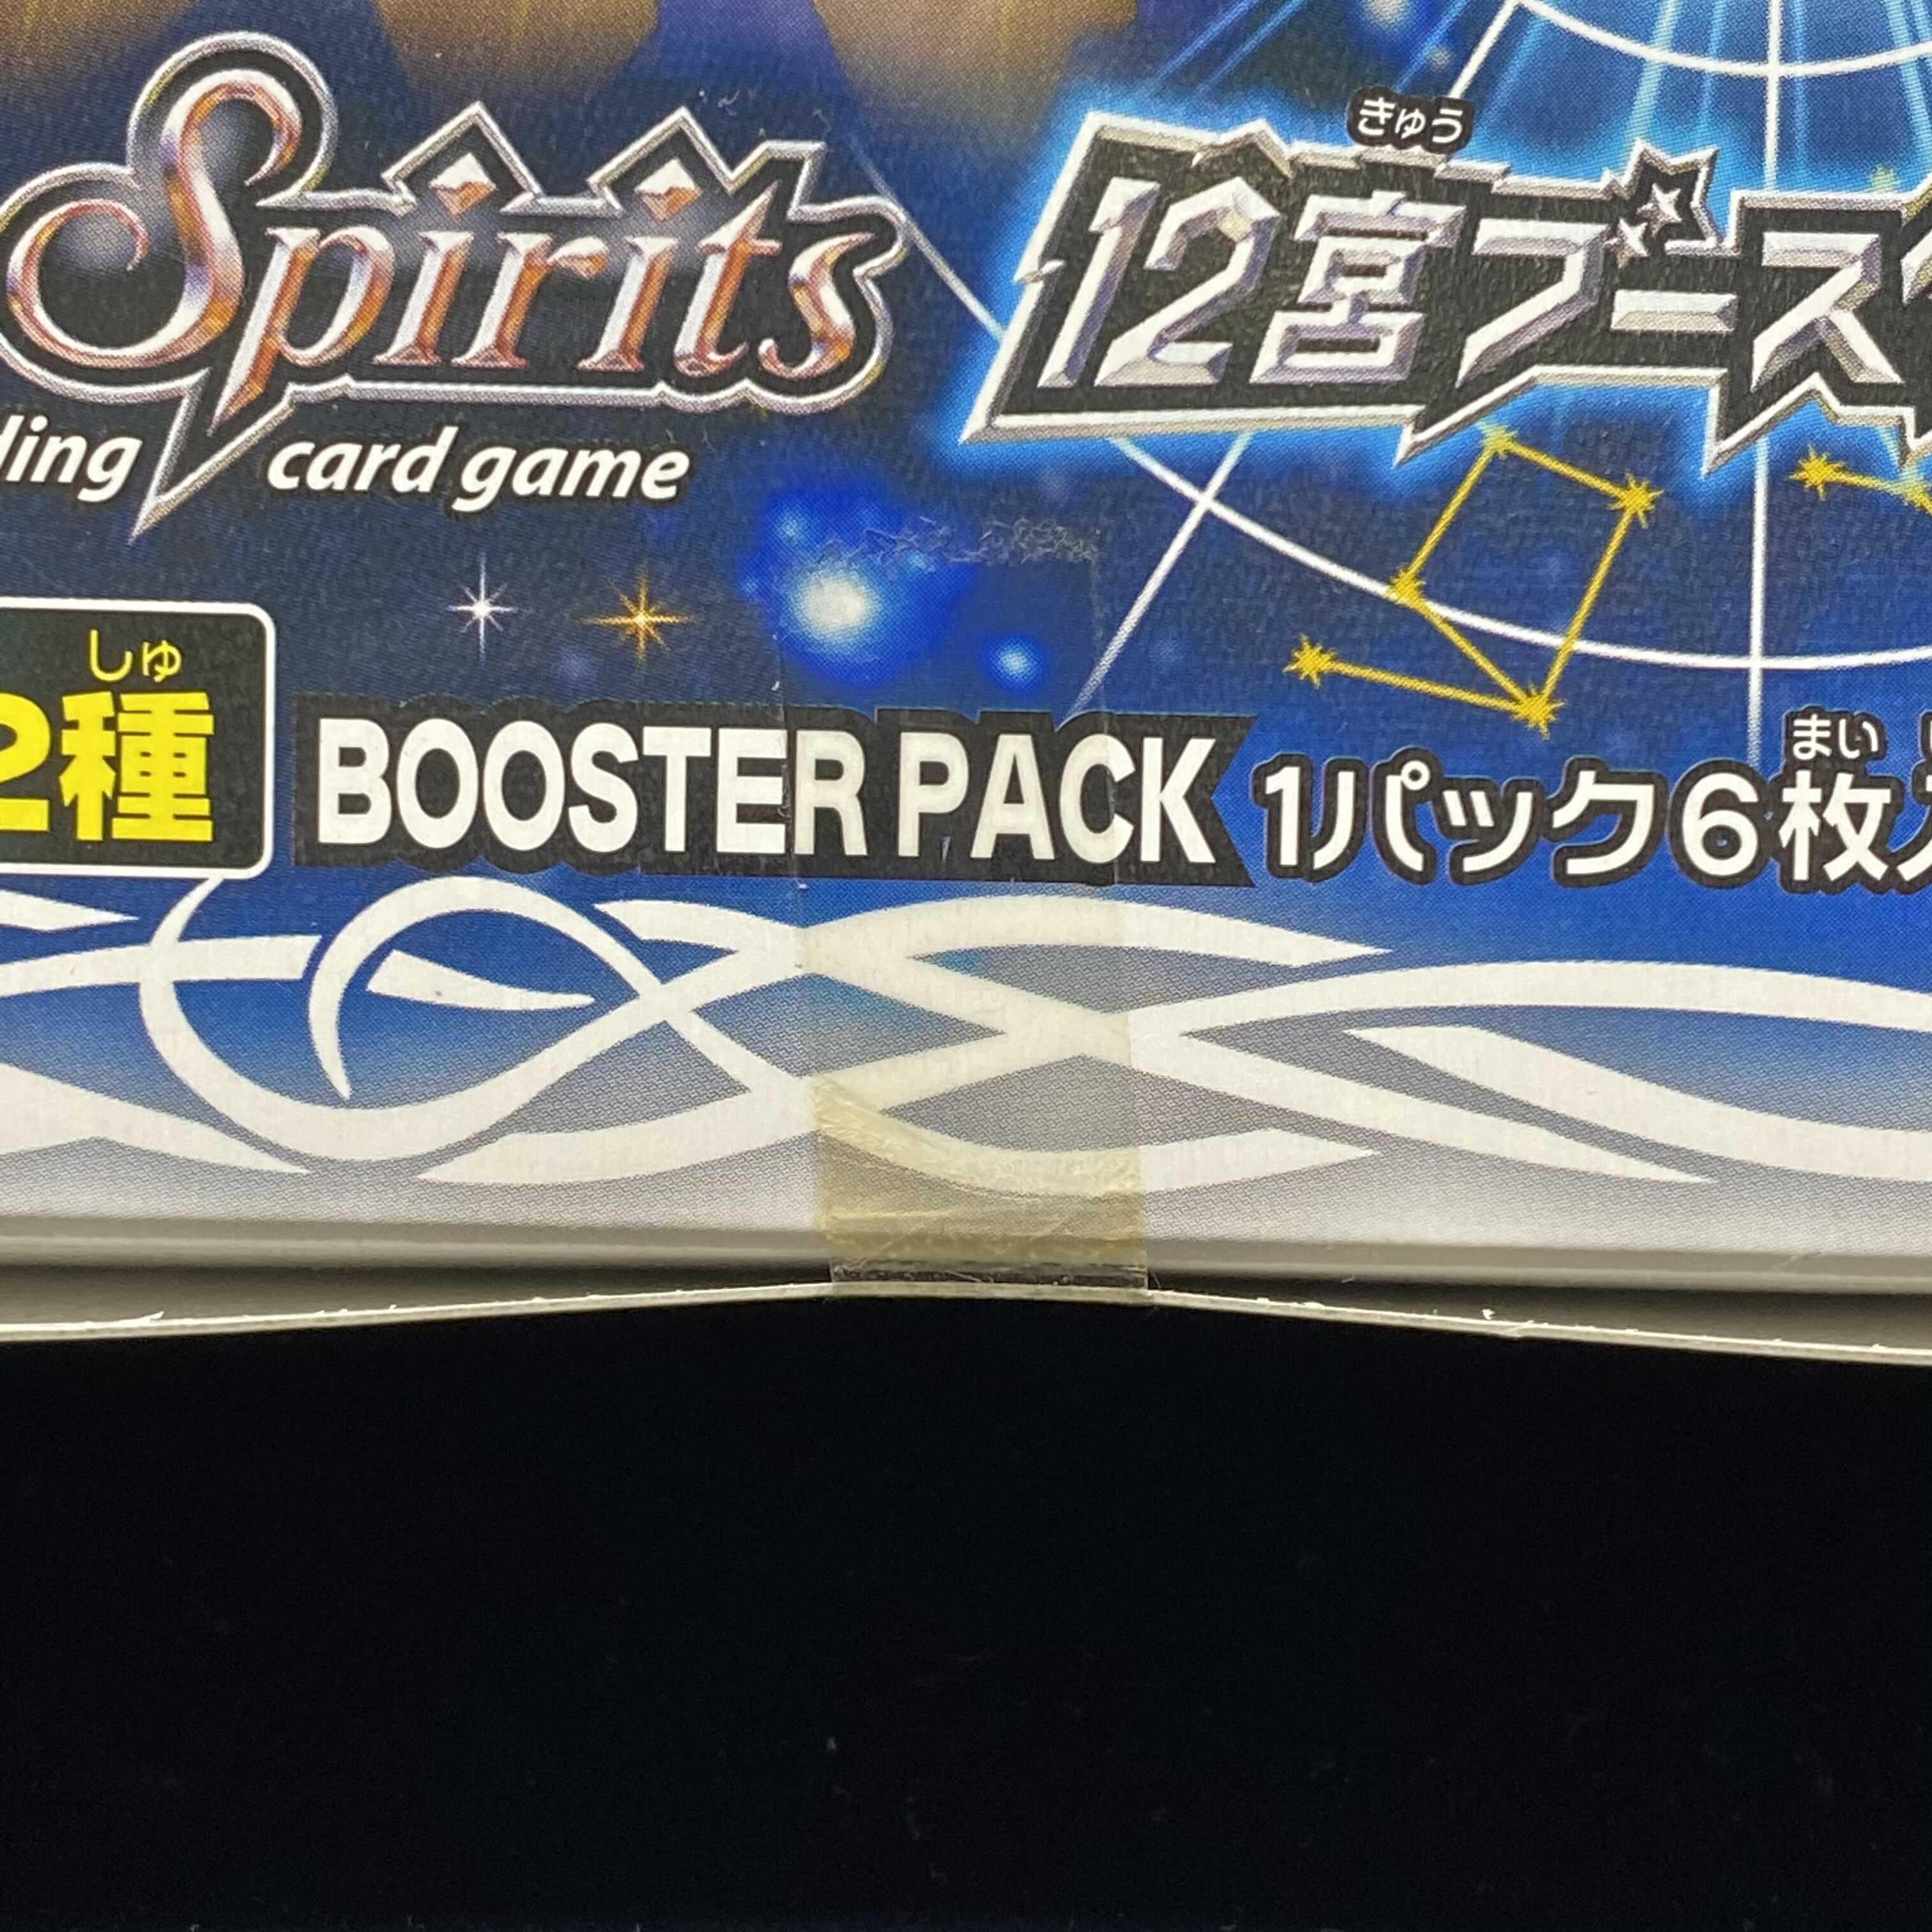 Spirits
card game
きゅう
12宮ブース
しゅ
2種
BOOSTER PACK
まい
1パック6枚入